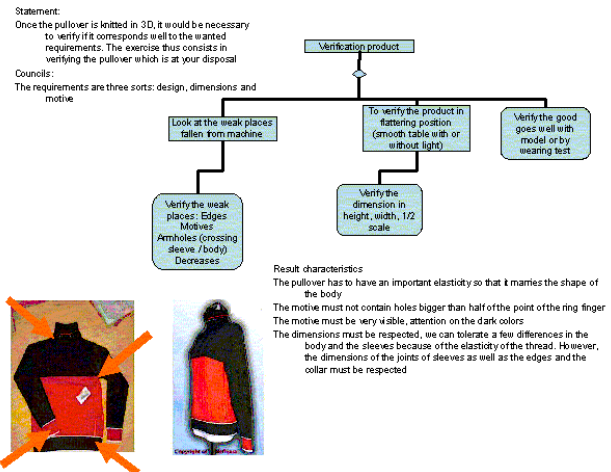 Statement:
Once the pullover is knitted in 3D, it would be necessary
to verify if it corresponds well to the wanted
requirements. The exercise thus consists in
verifying the pullover which is at your disposal
Councils:
The requirements are three sorts: design, dimensions and
motive
Verification product
Look at the weak places
fallen from machine
To verify the product in
flattering position
(smooth table with or
without light)
Verify the good
goes well with
model or by
wearing test
Verify the weak
places: Edges
Motives
Armholes (crossing
sleeve / body)
Decreases
Verify the
dimension in
height, width, 1/2
scale
Result characteristics
The pullover has to have an important elasticity so that it marries the shape of
the body
The motive must not contain holes bigger than half of the point of the ring finger
The motive must be very visible, attention on the dark colors
The dimensions must be respected, we can tolerate a few differences in the
body and the sleeves because of the elasticity of the thread. However,
the dimensions of the joints of sleeves as well as the edges and the
collar must be respected
Copyright of